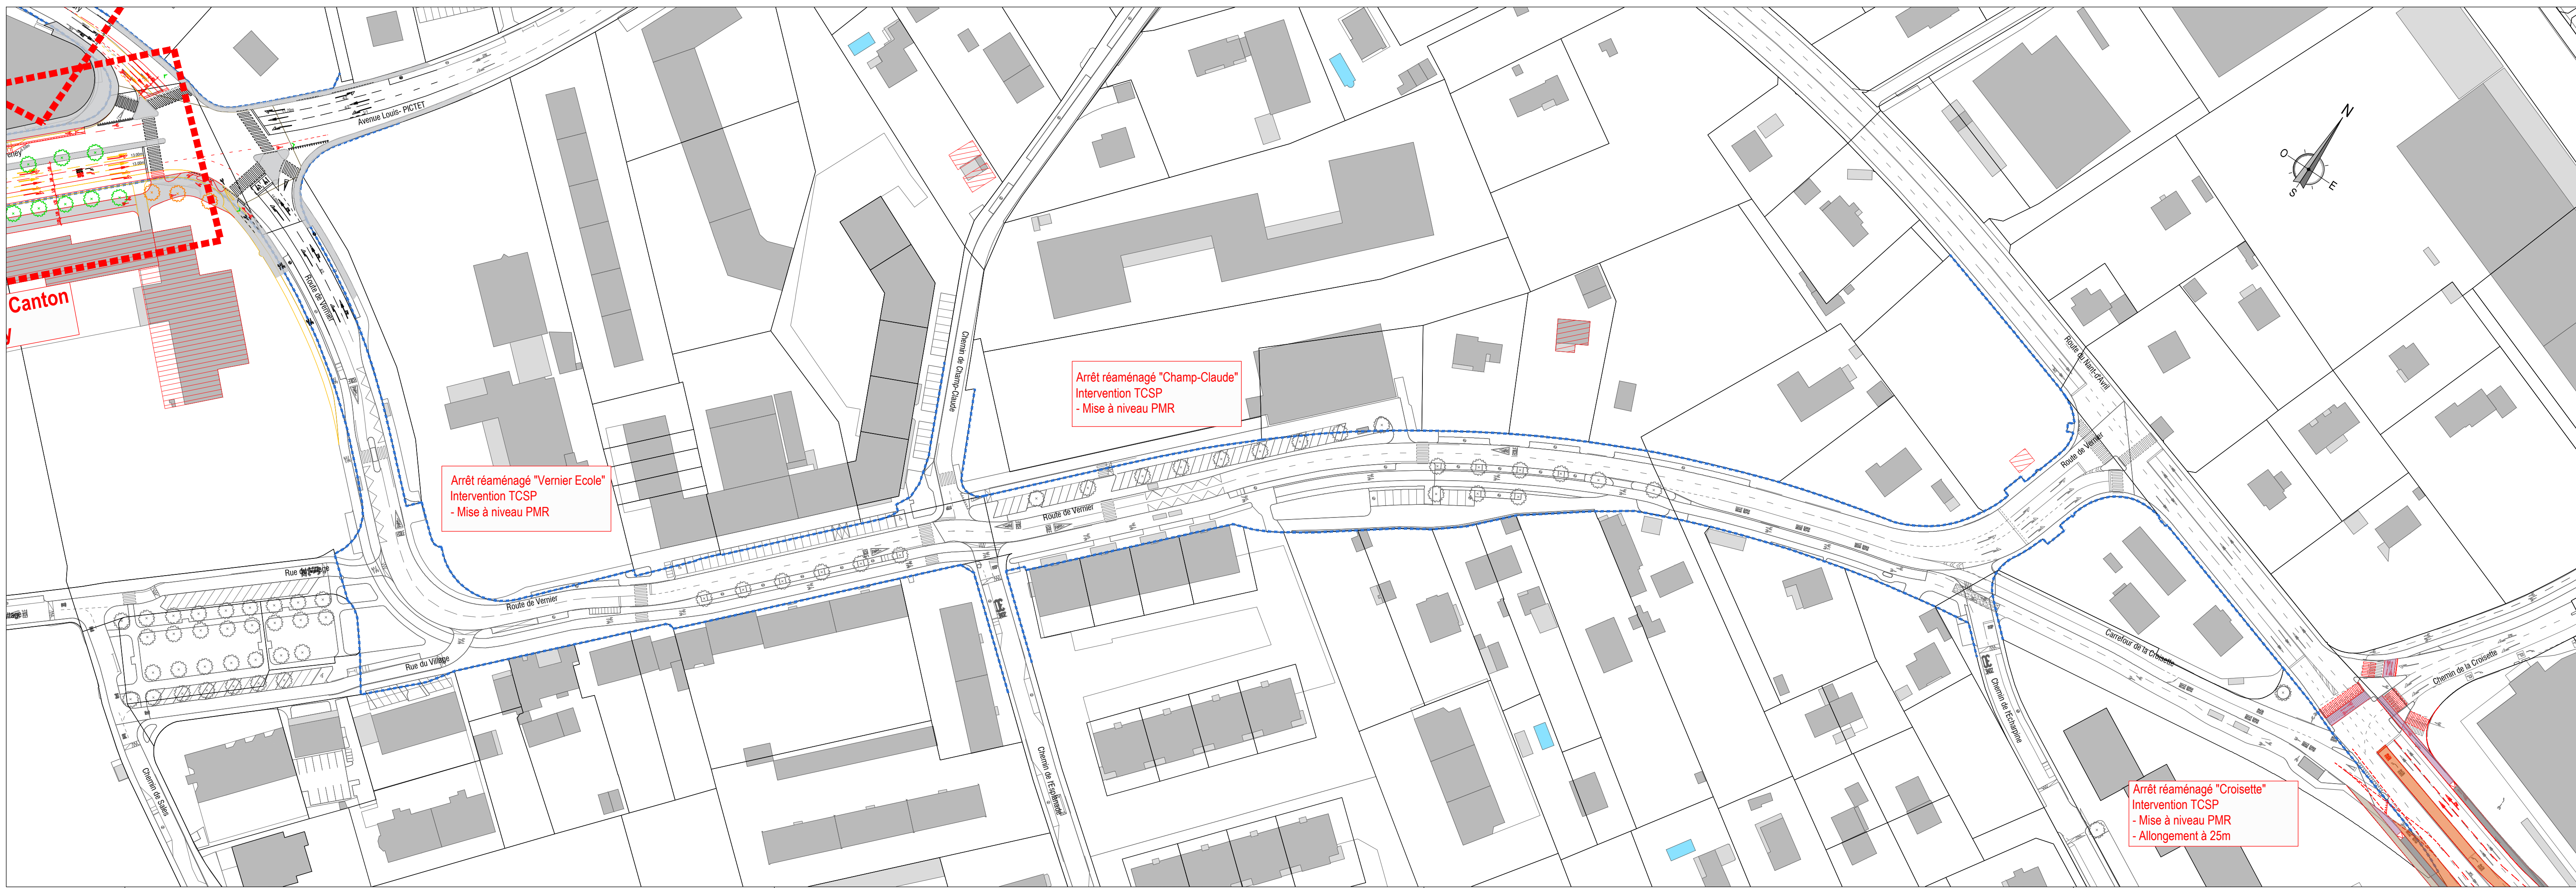 Avenue Louis- PICTET
N
O
E
S
Canton
y
Route de Vernier
Chemin de Champ-Claude
Route du Nant-d'Avril
Arrêt réaménagé "Champ-Claude"
Intervention TCSP
- Mise à niveau PMR
Arrêt réaménagé "Vernier Ecole"
Intervention TCSP
- Mise à niveau PMR
Route de Vernier
Route de Vernier
Route de Vernier
Rue du Village
Carrefour de la Croisette
Chemin de la Croisette
Chemin de l'Echarpine
Chemin de Sales
Chemin de l'Esplanade
Arrêt réaménagé "Croisette"
Intervention TCSP
- Mise à niveau PMR
- Allongement à 25m